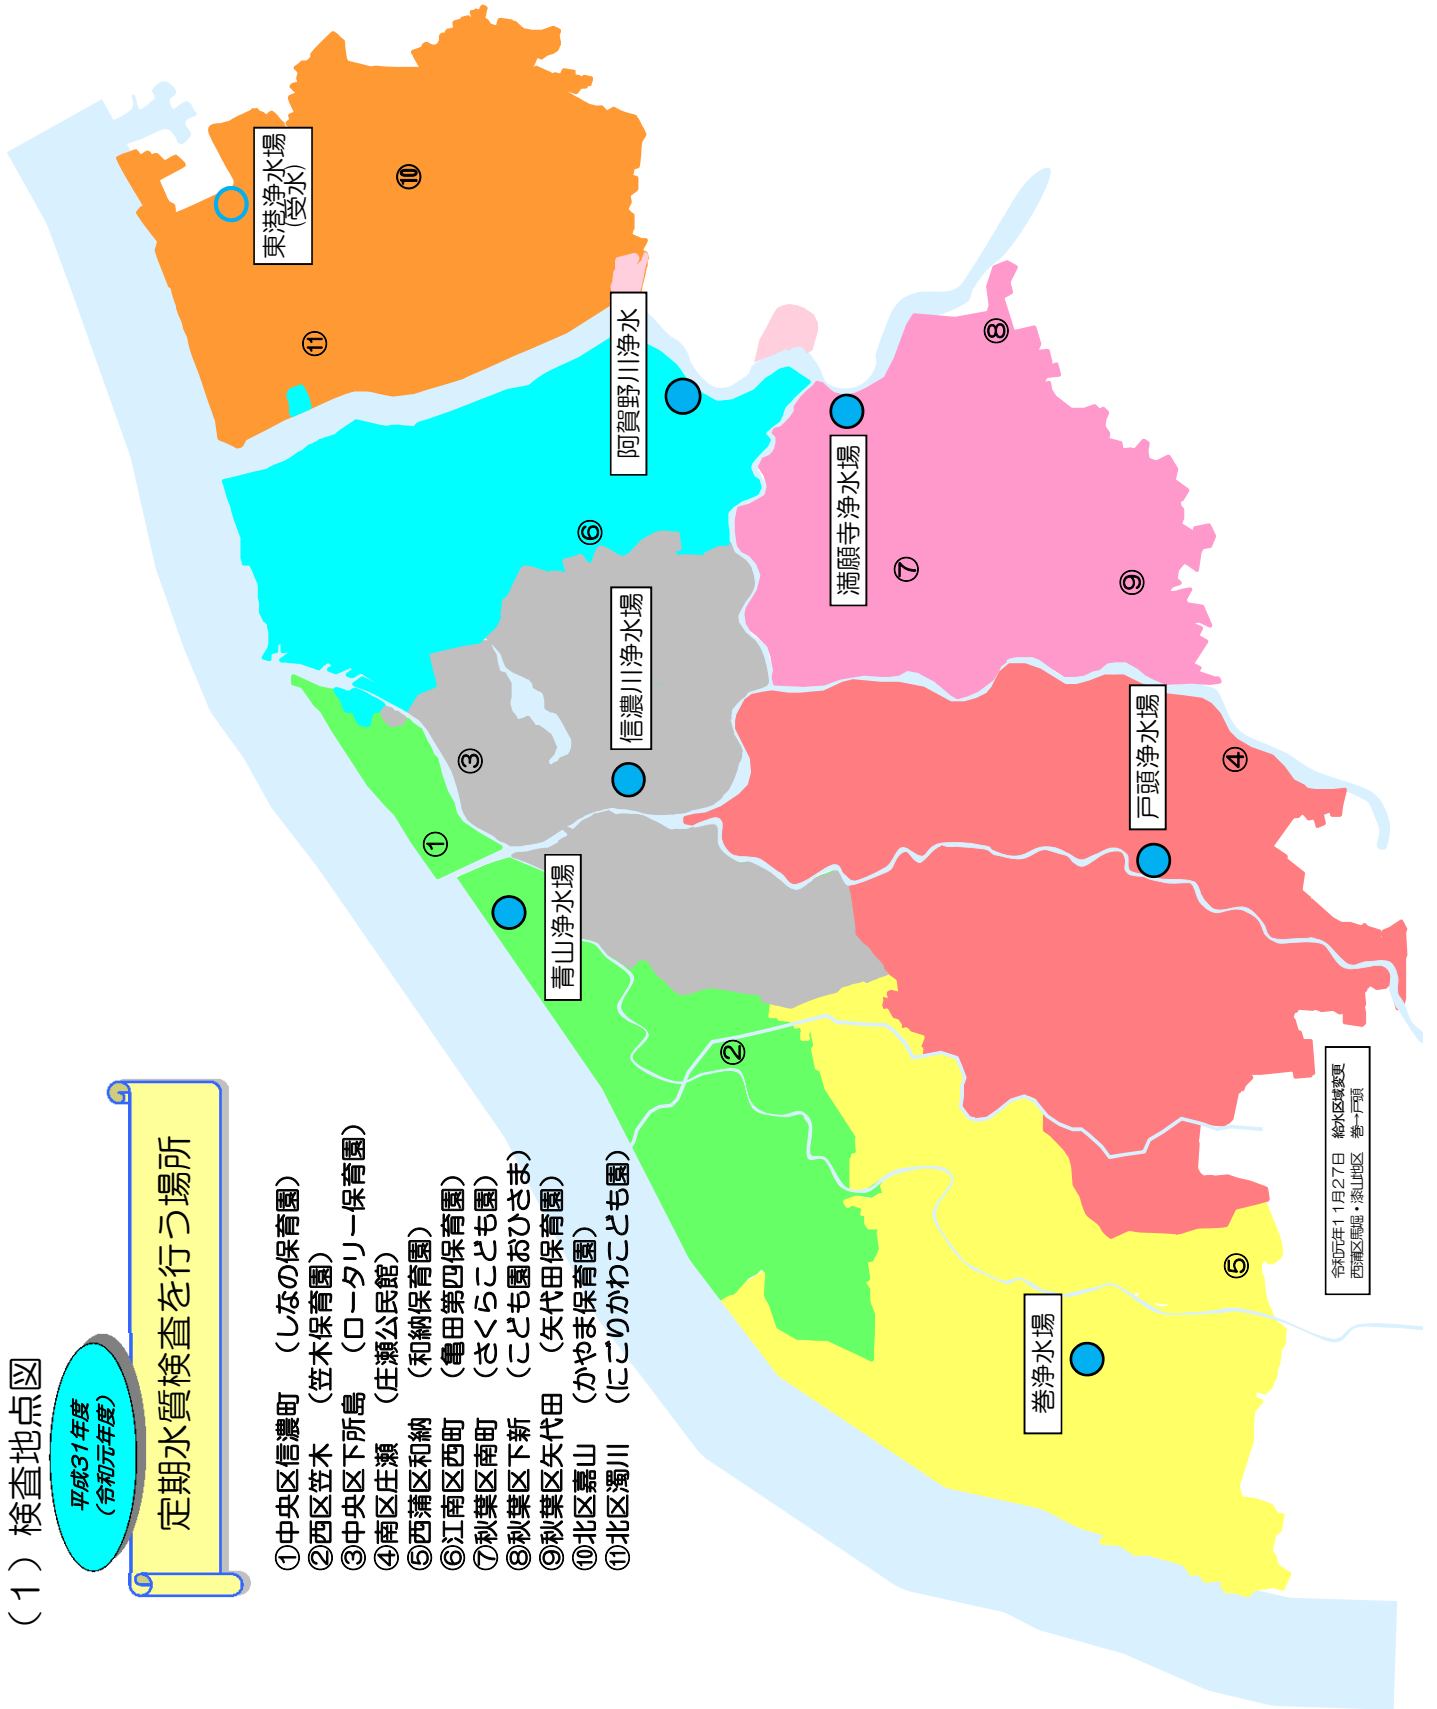 （１）検査地点図
平成31年度
（令和元年度）
定期水質検査を行う場所
①中央区信濃町　（しなの保育園）
②西区笠木　（笠木保育園）
③中央区下所島　（ロータリー保育園）
④南区庄瀬　（庄瀬公民館）
⑤西蒲区和納　（和納保育園）
⑥江南区西町　（亀田第四保育園）
⑦秋葉区南町　（さくらこども園）
⑧秋葉区下新　（こども園おひさま）
⑨秋葉区矢代田　（矢代田保育園）
⑩北区嘉山　（かやま保育園）
⑪北区濁川　（にごりかわこども園）
東港浄水場
（受水）
⑩
⑪
阿賀野川浄水
⑧
満願寺浄水場
⑥
⑦
⑨
信濃川浄水場
③
戸頭浄水場
④
①
青山浄水場
②
⑤
巻浄水場
令和元年１１月２７日　給水区域変更
西蒲区馬堀・漆山地区　巻→戸頭